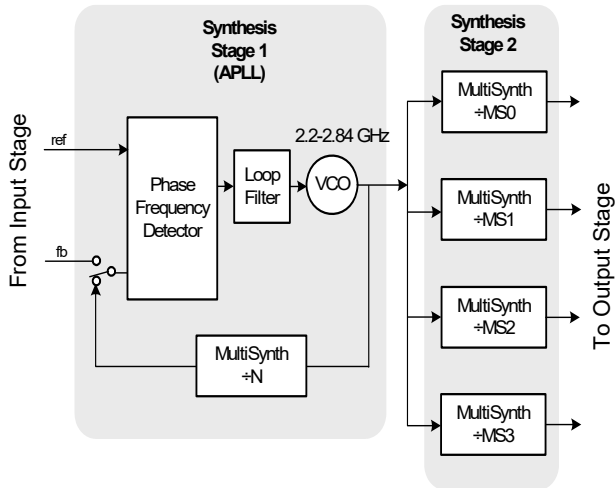 Synthesis
Stage 1
(APLL)
Synthesis
Stage 2
From Input Stage
ref
fb
Phase
Frequency
Detector
Loop
Filter
2.2-2.84 GHz
VCO
MultiSynth
÷N
MultiSynth
÷MS0
MultiSynth
÷MS1
MultiSynth
÷MS2
MultiSynth
÷MS3
To Output Stage